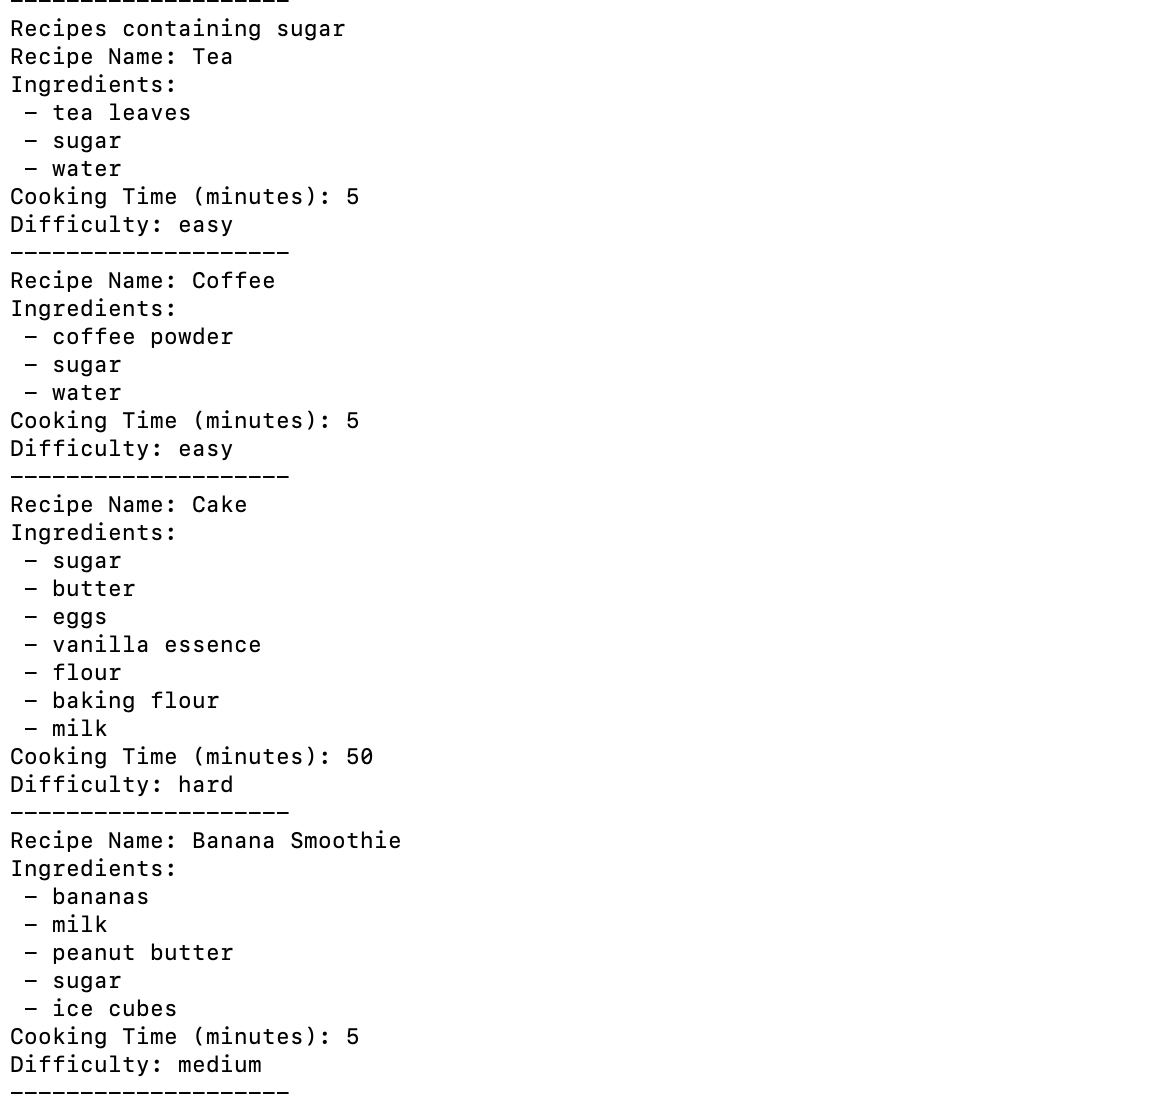 --------------------
Recipes containing sugar
Recipe Name: Tea
Ingredients:
 - tea leaves
 - sugar
 - water
Cooking Time (minutes): 5
Difficulty: easy
--------------------
Recipe Name: Coffee
Ingredients:
 - coffee powder
 - sugar
 - water
Cooking Time (minutes): 5
Difficulty: easy
--------------------
Recipe Name: Cake
Ingredients:
 - sugar
 - butter
 - eggs
 - vanilla essence
 - flour
 - baking flour
 - milk
Cooking Time (minutes): 50
Difficulty: hard
--------------------
Recipe Name: Banana Smoothie
Ingredients:
 - bananas
 - milk
 - peanut butter
 - sugar
 - ice cubes
Cooking Time (minutes): 5
Difficulty: medium
--------------------